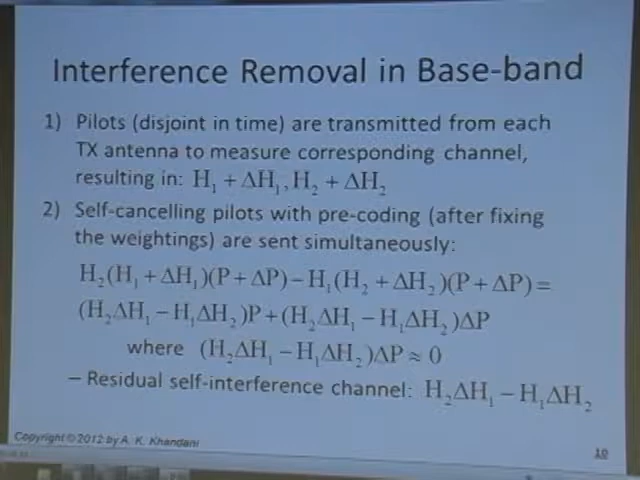 Interference Removal in Base-band
1) Pilots (disjoint in time) are transmitted from each
TX antenna to measure corresponding channel,
resulting in: H₁ + ΔH₁, H₂ + ΔH₂
2) Self-cancelling pilots with pre-coding (after fixing
the weightings) are sent simultaneously:
H₂(H₁ + ΔH₁)(P + ΔP) − H₁(H₂ + ΔH₂)(P + ΔP) =
(H₂ΔH₁ − H₁ΔH₂)P + (H₂ΔH₁ − H₁ΔH₂)ΔP
where (H₂ΔH₁ − H₁ΔH₂)ΔP ≈ 0
– Residual self-interference channel: H₂ΔH₁ − H₁ΔH₂
Copyright © 2012 by A. K. Khandani